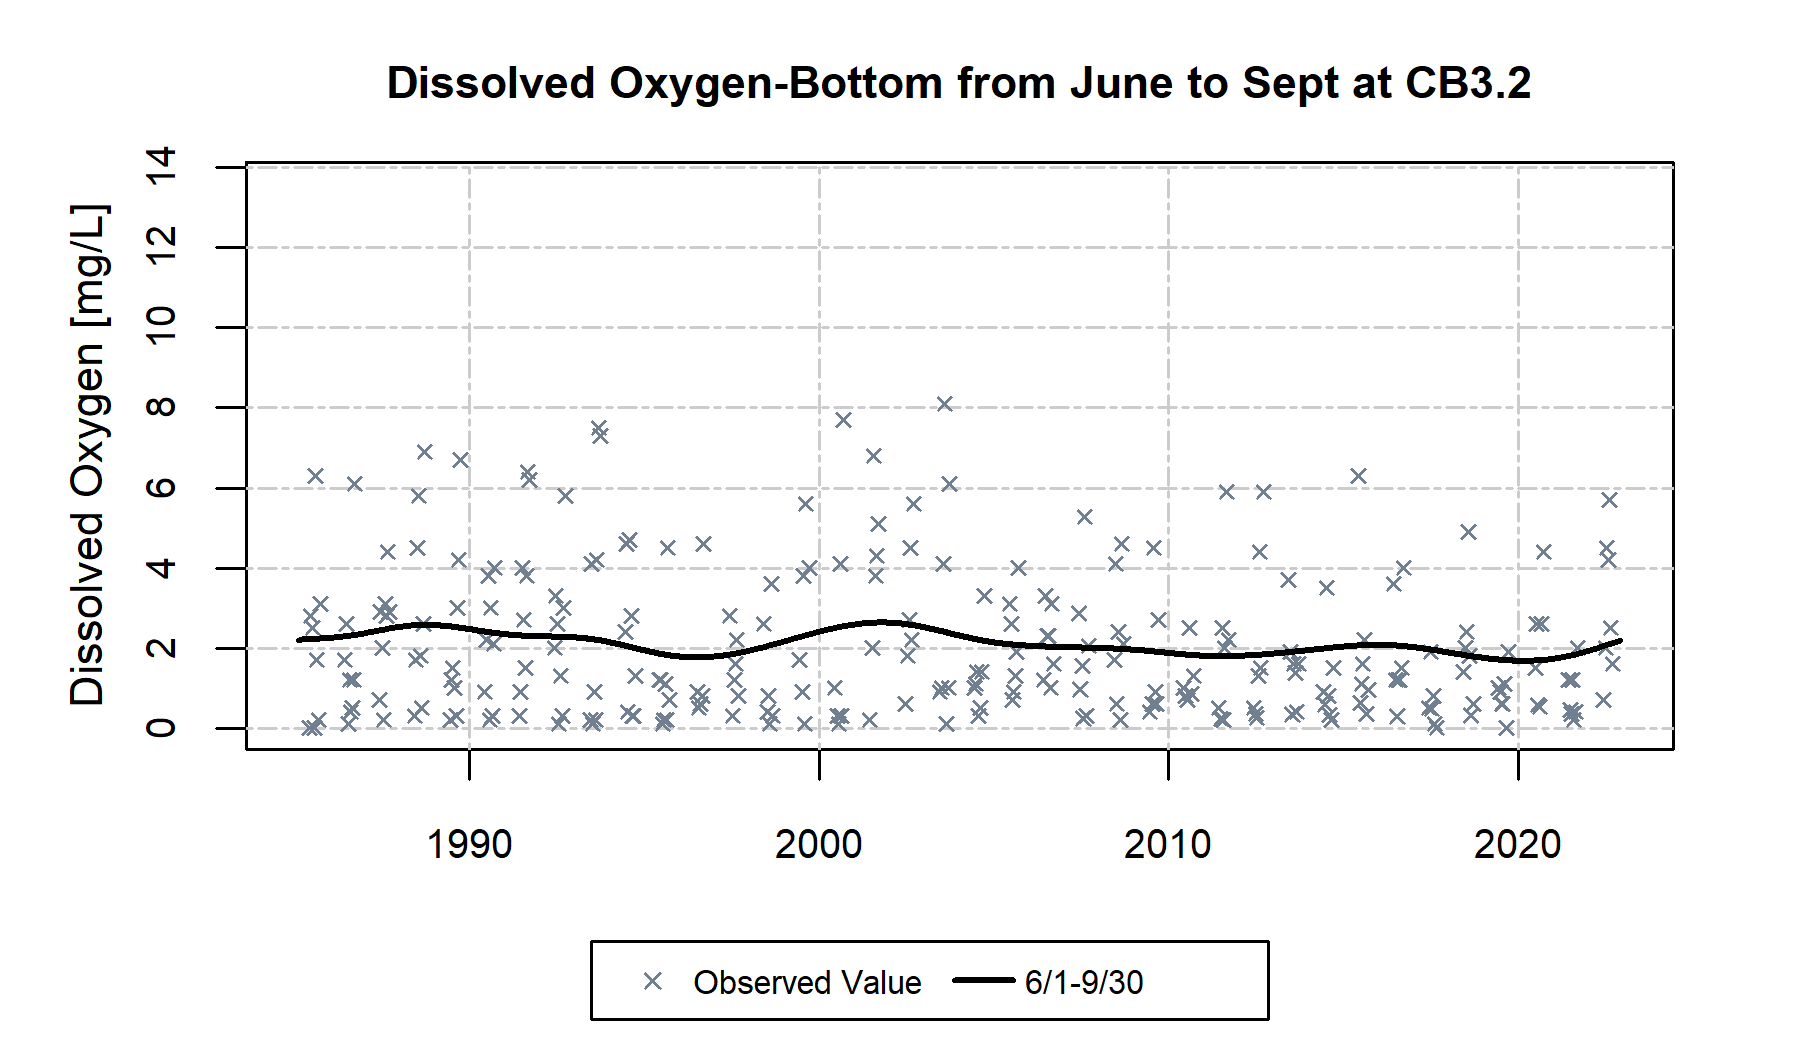 Dissolved Oxygen-Bottom from June to Sept at CB3.2
Dissolved Oxygen [mg/L]
14
12
10
8
6
4
2
0
1990 2000 2010 2020
Observed Value 6/1-9/30